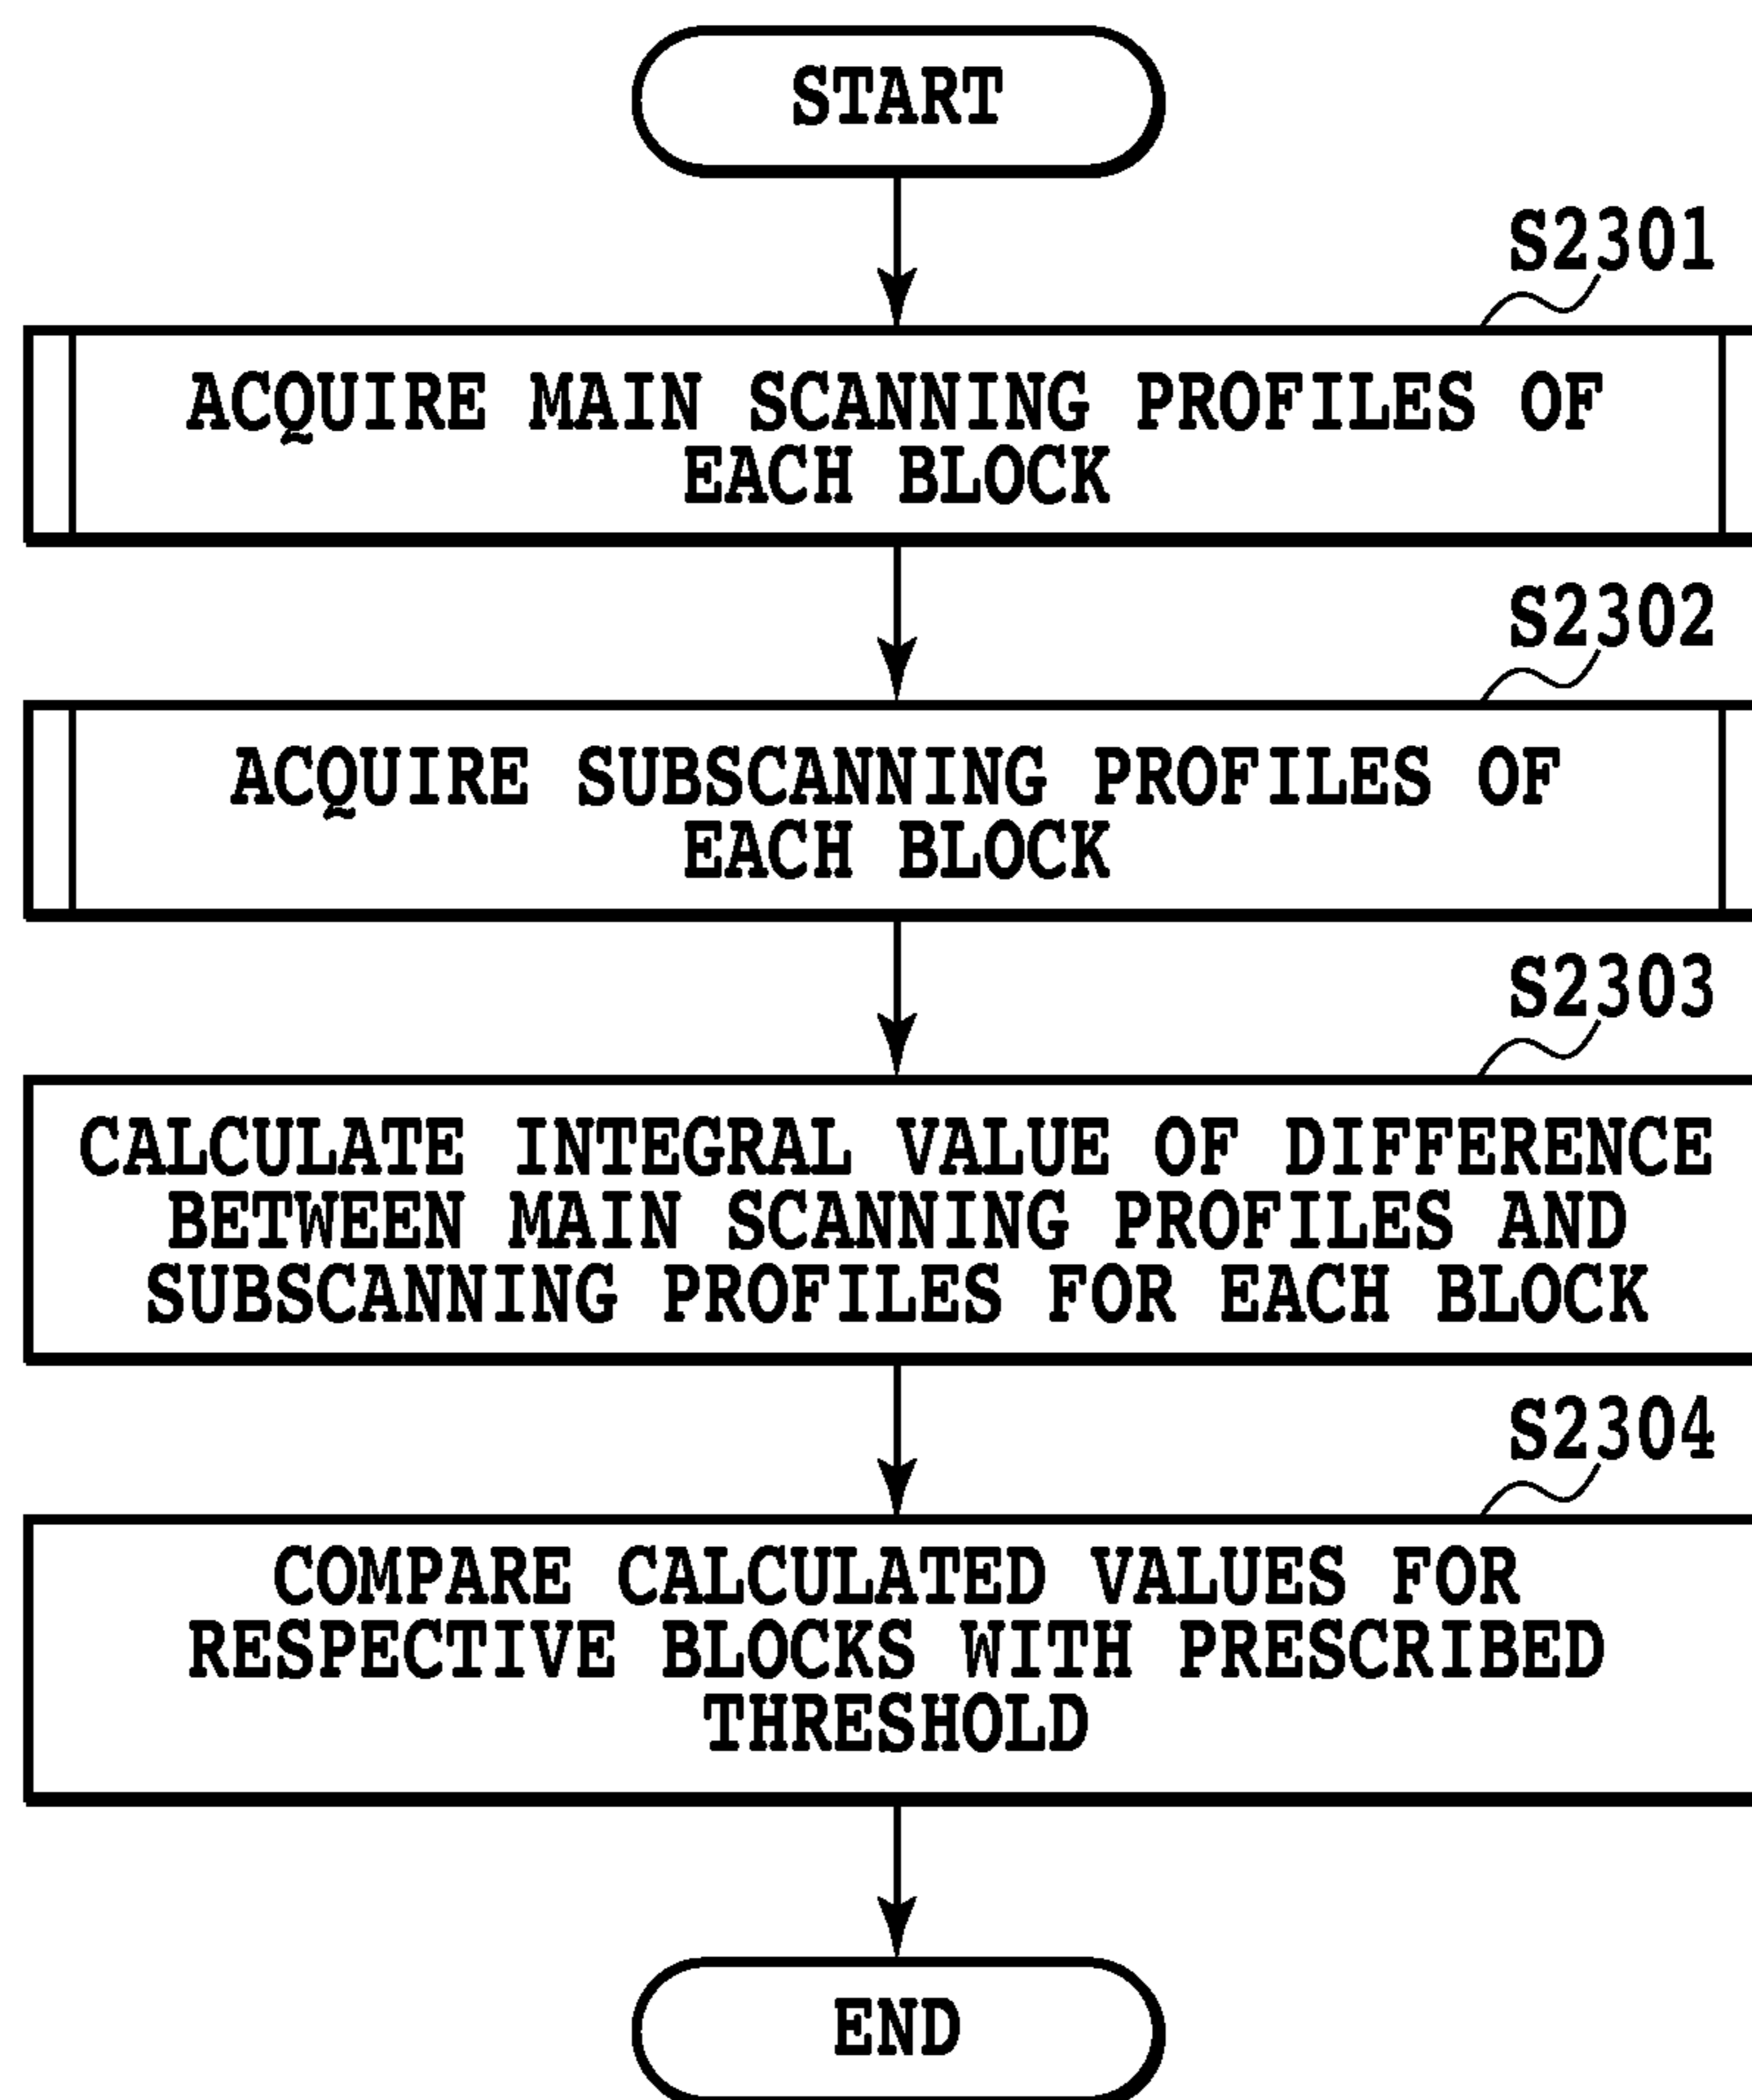 START
S2301
ACQUIRE MAIN SCANNING PROFILES OF
EACH BLOCK
S2302
ACQUIRE SUBSCANNING PROFILES OF
EACH BLOCK
S2303
CALCULATE INTEGRAL VALUE OF DIFFERENCE
BETWEEN MAIN SCANNING PROFILES AND
SUBSCANNING PROFILES FOR EACH BLOCK
S2304
COMPARE CALCULATED VALUES FOR
RESPECTIVE BLOCKS WITH PRESCRIBED
THRESHOLD
END